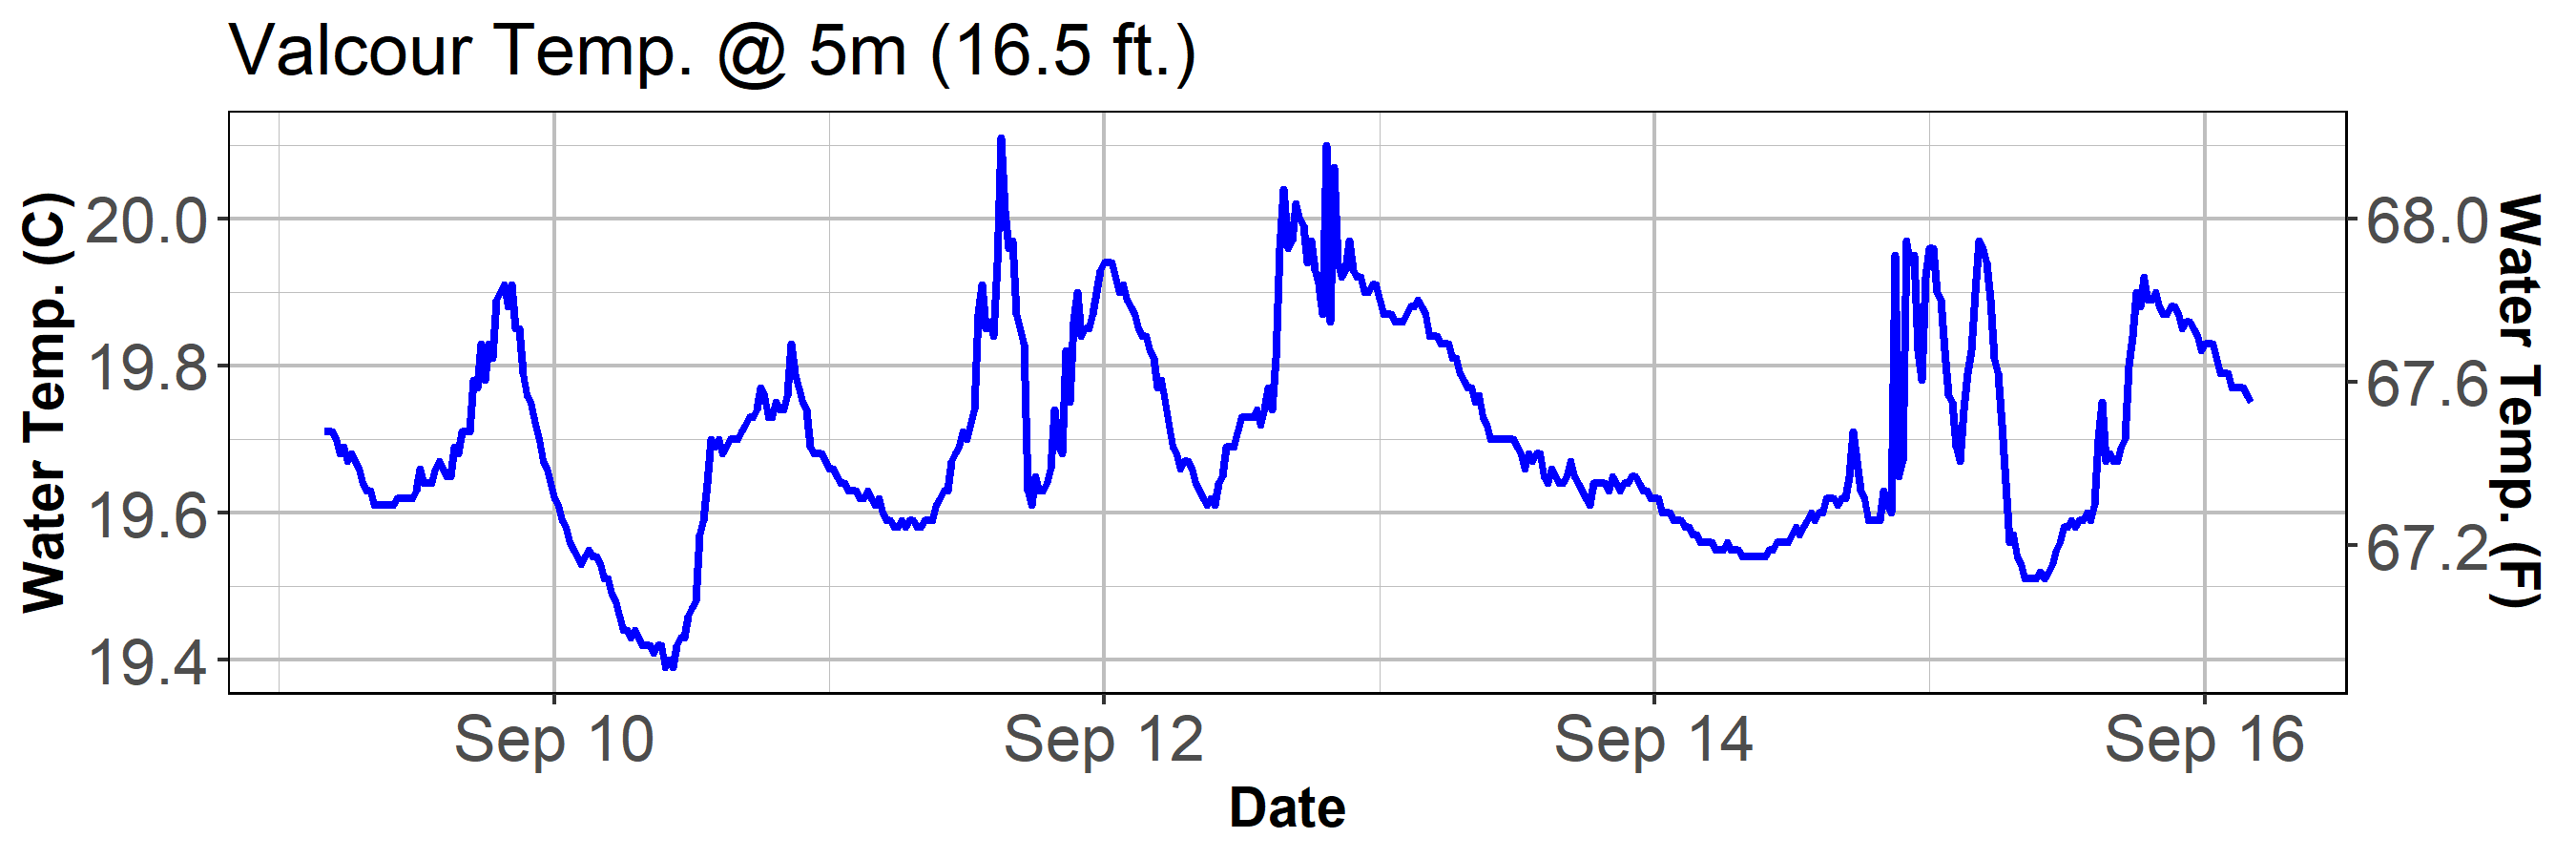 Valcour Temp. @ 5m (16.5 ft.)
Water Temp. (C)
20.0
19.8
19.6
19.4
68.0
67.6
67.2
Water Temp. (F)
Sep 10 Sep 12 Sep 14 Sep 16
Date